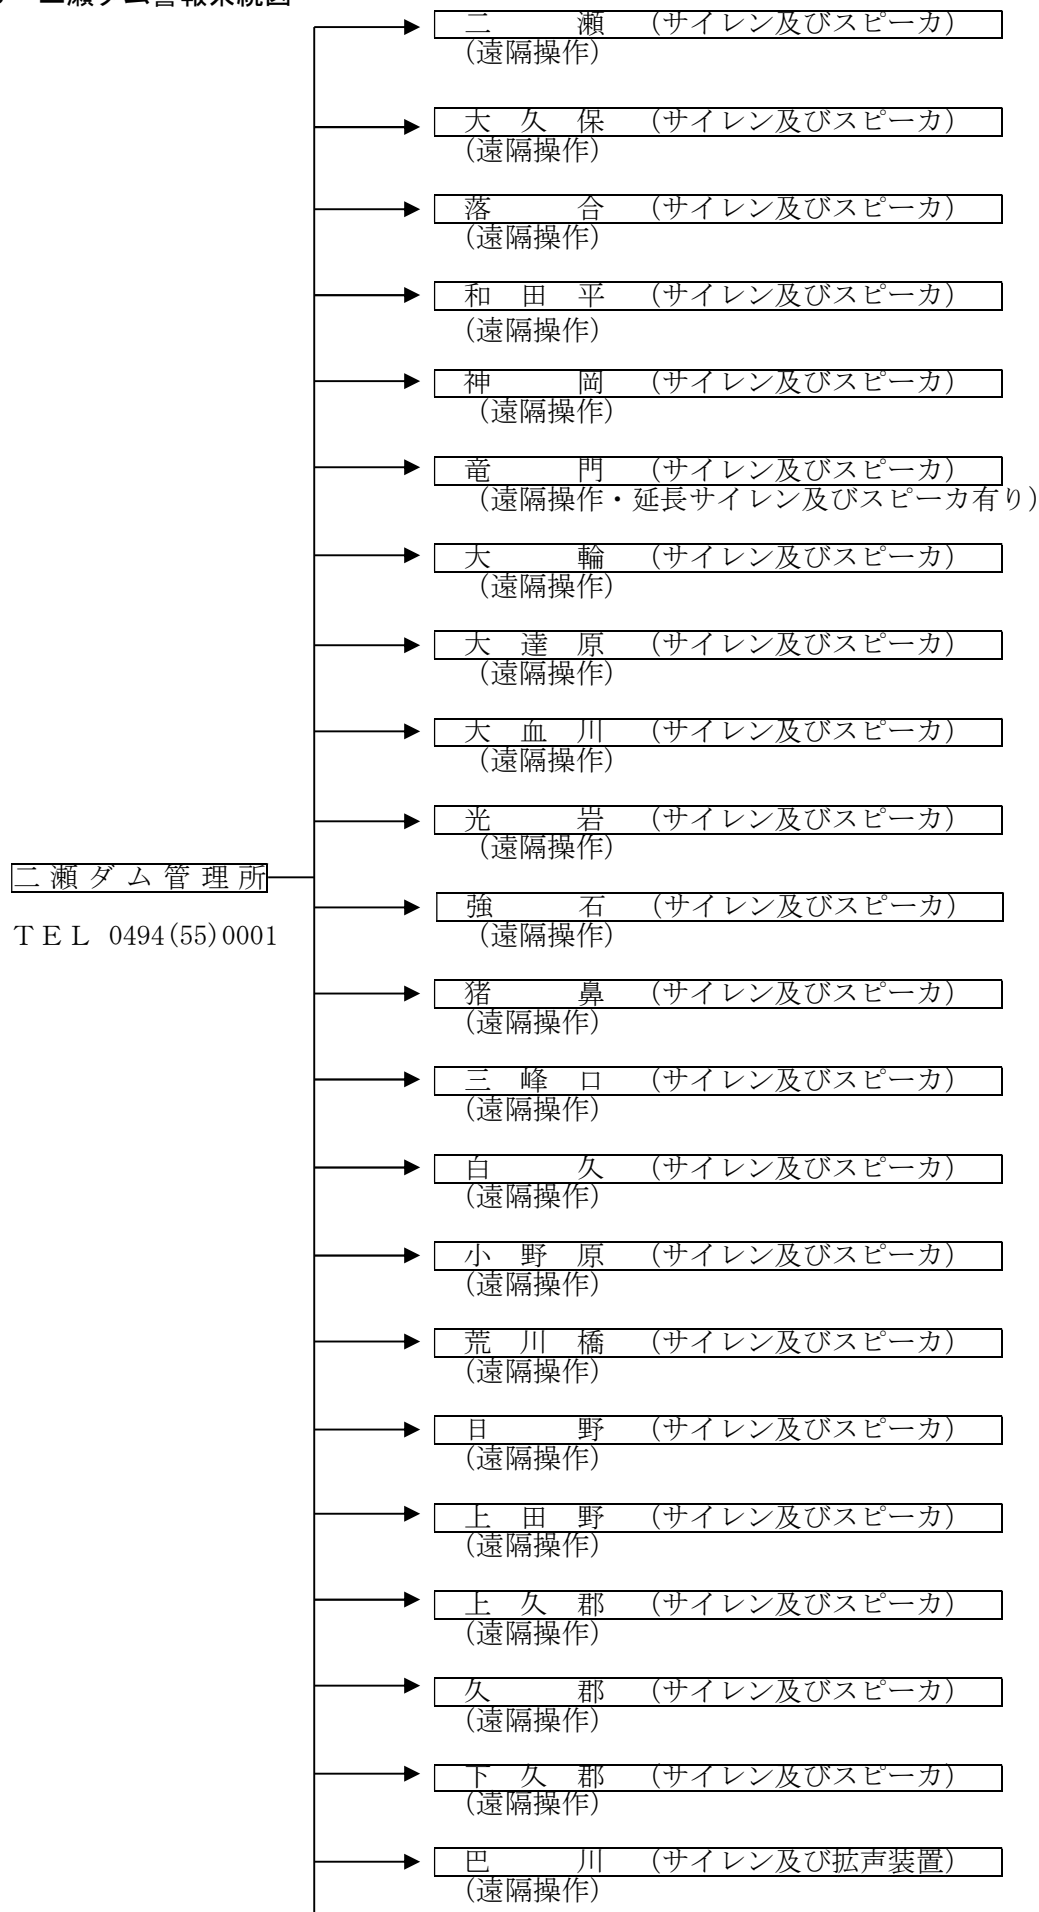 二瀬ダム警報系統図
二　　　瀬　（サイレン及びスピーカ）
（遠隔操作）
大　久　保　（サイレン及びスピーカ）
（遠隔操作）
落　　　合　（サイレン及びスピーカ）
（遠隔操作）
和　田　平　（サイレン及びスピーカ）
（遠隔操作）
神　　　岡　（サイレン及びスピーカ）
（遠隔操作）
竜　　　門　（サイレン及びスピーカ）
（遠隔操作・延長サイレン及びスピーカ有り）
大　　　輪　（サイレン及びスピーカ）
（遠隔操作）
大　達　原　（サイレン及びスピーカ）
（遠隔操作）
大　血　川　（サイレン及びスピーカ）
（遠隔操作）
光　　　岩　（サイレン及びスピーカ）
（遠隔操作）
二瀬ダム管理所
強　　　石　（サイレン及びスピーカ）
ＴＥＬ 0494(55)0001
（遠隔操作）
猪　　　鼻　（サイレン及びスピーカ）
（遠隔操作）
三　峰　口　（サイレン及びスピーカ）
（遠隔操作）
白　　　久　（サイレン及びスピーカ）
（遠隔操作）
小　野　原　（サイレン及びスピーカ）
（遠隔操作）
荒　川　橋　（サイレン及びスピーカ）
（遠隔操作）
日　　　野　（サイレン及びスピーカ）
（遠隔操作）
上　田　野　（サイレン及びスピーカ）
（遠隔操作）
上　久　郡　（サイレン及びスピーカ）
（遠隔操作）
久　　　郡　（サイレン及びスピーカ）
（遠隔操作）
下　久　郡　（サイレン及びスピーカ）
（遠隔操作）
巴　　　川　（サイレン及び拡声装置）
（遠隔操作）